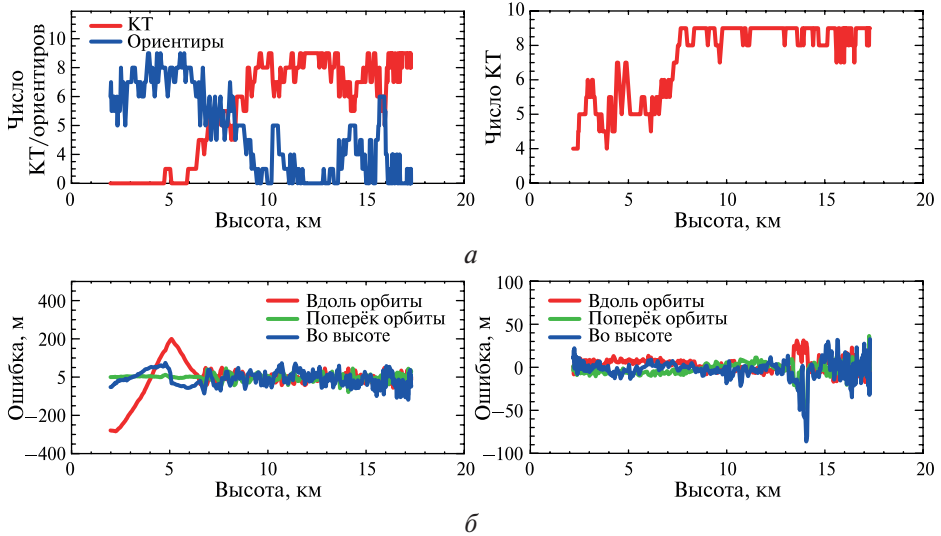 10
8
6
5
4
2
0
КТ
Ориентиры
Число
КТ/ориентиров
0
5
10
15
20
Высота, км
10
8
6
5
4
2
0
Число КТ
0
5
10
15
20
Высота, км
а
400
200
5
−200
−400
Вдоль орбиты
Поперёк орбиты
Во высоте
Ошибка, м
0
5
10
15
20
Высота, км
100
50
0
−50
−100
Вдоль орбиты
Поперёк орбиты
Во высоте
Ошибка, м
0
5
10
15
20
Высота, км
б